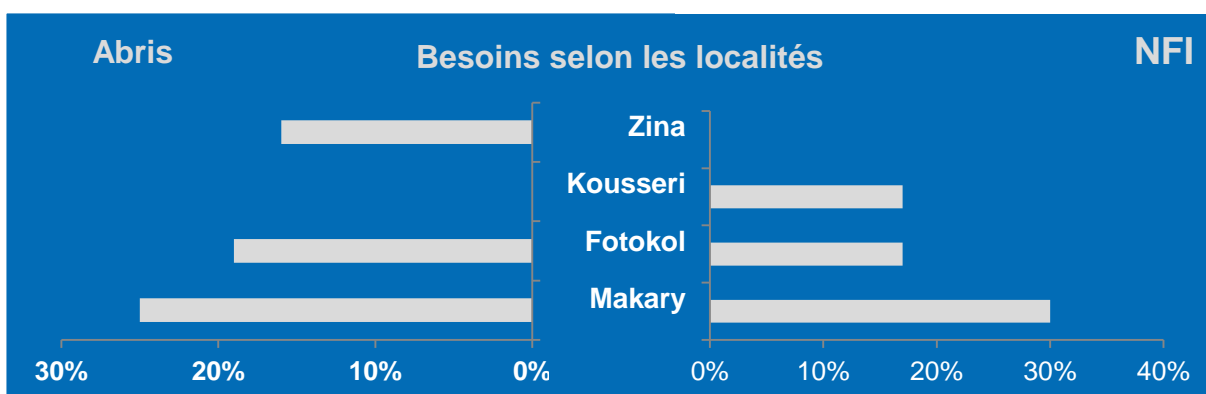 Abris
Besoins selon les localités
NFI
Zina
Kousseri
Fotokol
Makary
30% 20% 10% 0%
0% 10% 20% 30% 40%